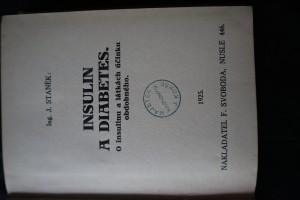 Ing. J. STANĚK:
INSULIN
A DIABETES.
O insulinu a látkách účinku
obdobného.
1925.
NAKLADATEL F. SVOBODA, NUSLE 446.